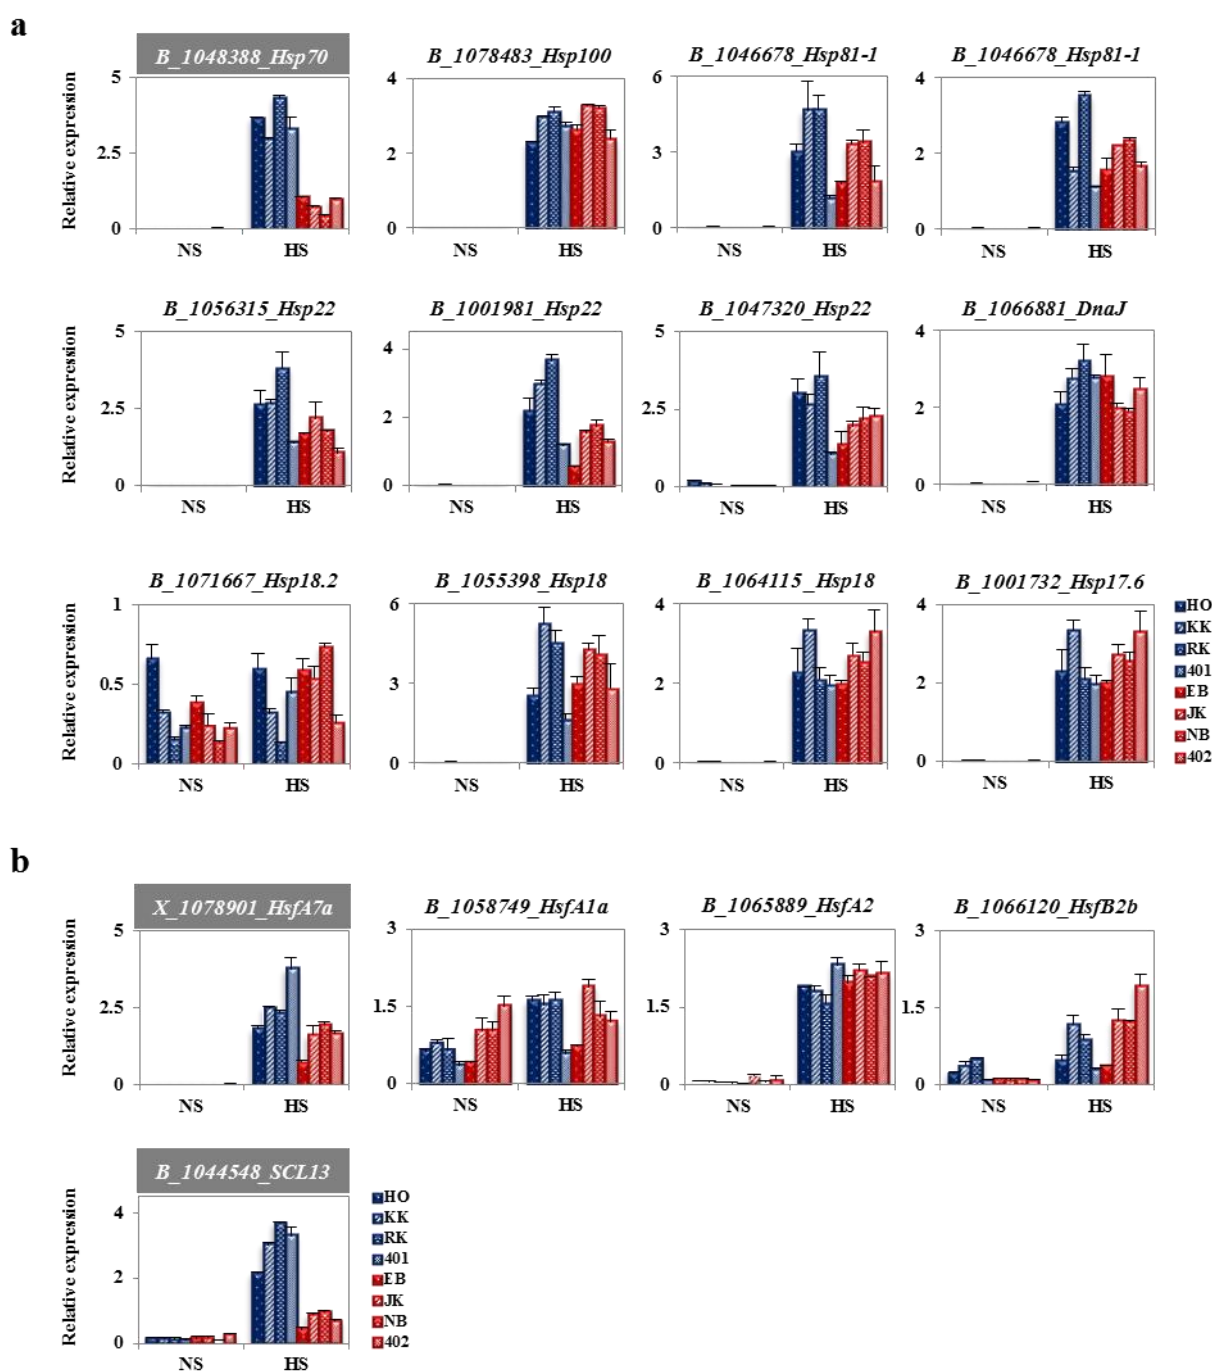 a
B_1048388_Hsp70
B_1078483_Hsp100
B_1046678_Hsp81-1
B_1046678_Hsp81-1
Relative expression
5
2.5
0
NS
HS
4
2
0
NS
HS
6
3
0
NS
HS
4
2
0
NS
HS
B_1056315_Hsp22
B_1001981_Hsp22
B_1047320_Hsp22
B_1066881_DnaJ
Relative expression
5
2.5
0
NS
HS
4
2
0
NS
HS
5
2.5
0
NS
HS
4
2
0
NS
HS
B_1071667_Hsp18.2
B_1055398_Hsp18
B_1064115_Hsp18
B_1001732_Hsp17.6
Relative expression
1
0.5
0
NS
HS
6
3
0
NS
HS
4
2
0
NS
HS
4
2
0
NS
HS
HO
KK
RK
401
EB
JK
NB
402
b
X_1078901_HsfA7a
B_1058749_HsfA1a
B_1065889_HsfA2
B_1066120_HsfB2b
Relative expression
5
2.5
0
NS
HS
3
1.5
0
NS
HS
3
1.5
0
NS
HS
3
1.5
0
NS
HS
B_1044548_SCL13
Relative expression
4
2
0
NS
HS
HO
KK
RK
401
EB
JK
NB
402